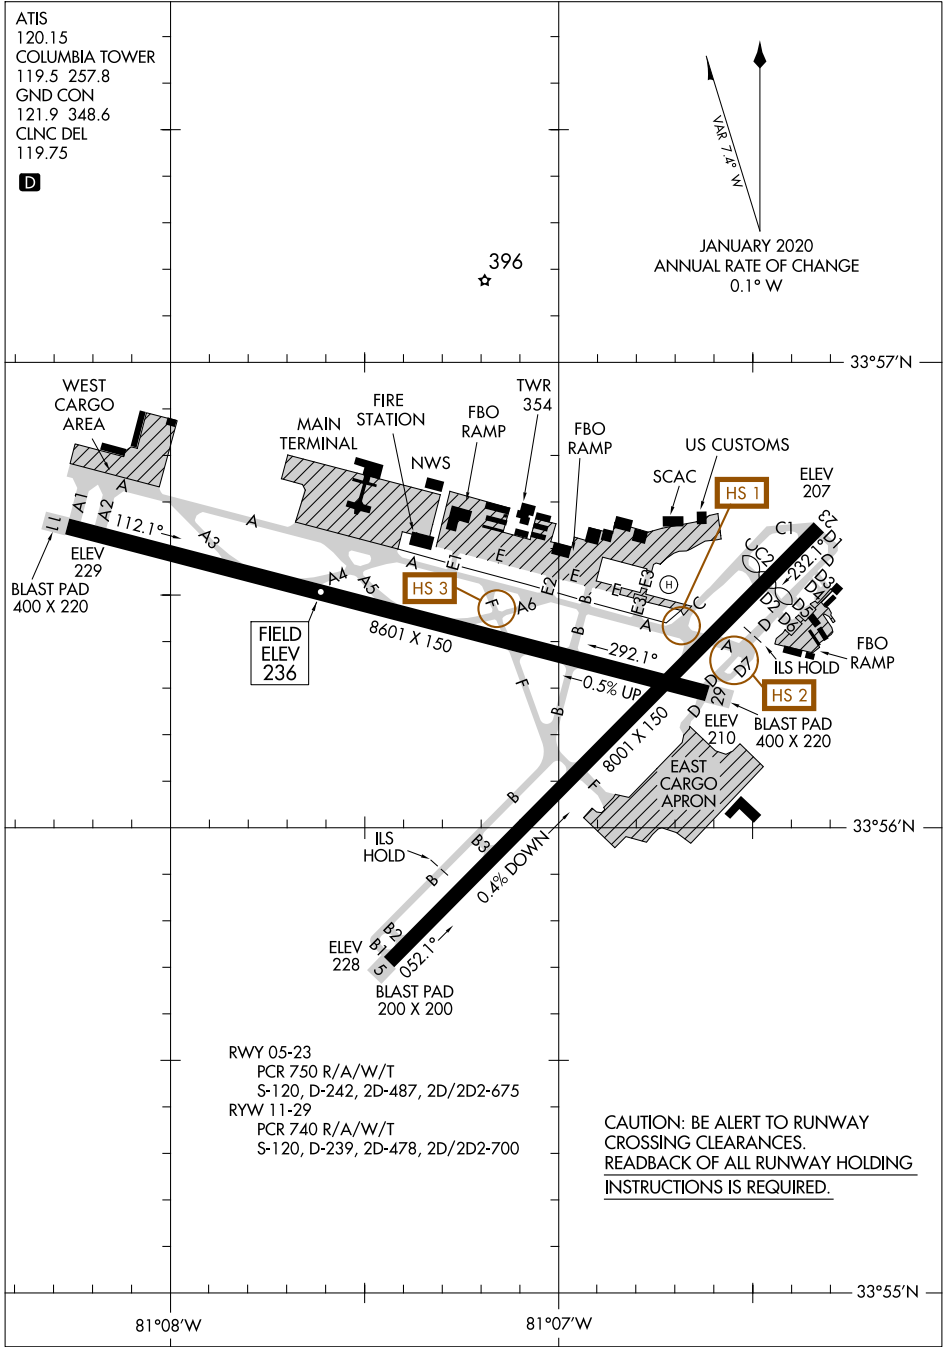 ATIS
120.15
COLUMBIA TOWER
119.5 257.8
GND CON
121.9 348.6
CLNC DEL
119.75
D
VAR 7.4° W
JANUARY 2020
ANNUAL RATE OF CHANGE
0.1° W
396
33°57'N
WEST
CARGO
AREA
MAIN
TERMINAL
FIRE
STATION
NWS
FBO
RAMP
TWR
354
FBO
RAMP
SCAC
US CUSTOMS
HS 1
ELEV
207
23
A
A1
A2
11
112.1°
A3
A
ELEV
229
BLAST PAD
400 X 220
A4
A5
A
HS 3
E1
E
E2
E
E
E3
E3
H
F
A6
B
A
C
C
C2
C1
232.1°
D1
D
D3
D4
D5
D2
D6
D
ILS HOLD
FBO
RAMP
FIELD
ELEV
236
8601 X 150
292.1°
0.5% UP
A
D7
D
HS 2
29
D
ELEV
210
BLAST PAD
400 X 220
F
B
8001 X 150
EAST
CARGO
APRON
F
B
33°56'N
ILS
HOLD
B3
B
0.4% DOWN
B2
B1
ELEV
228
5
052.1°
BLAST PAD
200 X 200
RWY 05-23
PCR 750 R/A/W/T
S-120, D-242, 2D-487, 2D/2D2-675
RYW 11-29
PCR 740 R/A/W/T
S-120, D-239, 2D-478, 2D/2D2-700
CAUTION: BE ALERT TO RUNWAY
CROSSING CLEARANCES.
READBACK OF ALL RUNWAY HOLDING
INSTRUCTIONS IS REQUIRED.
33°55'N
81°08'W
81°07'W